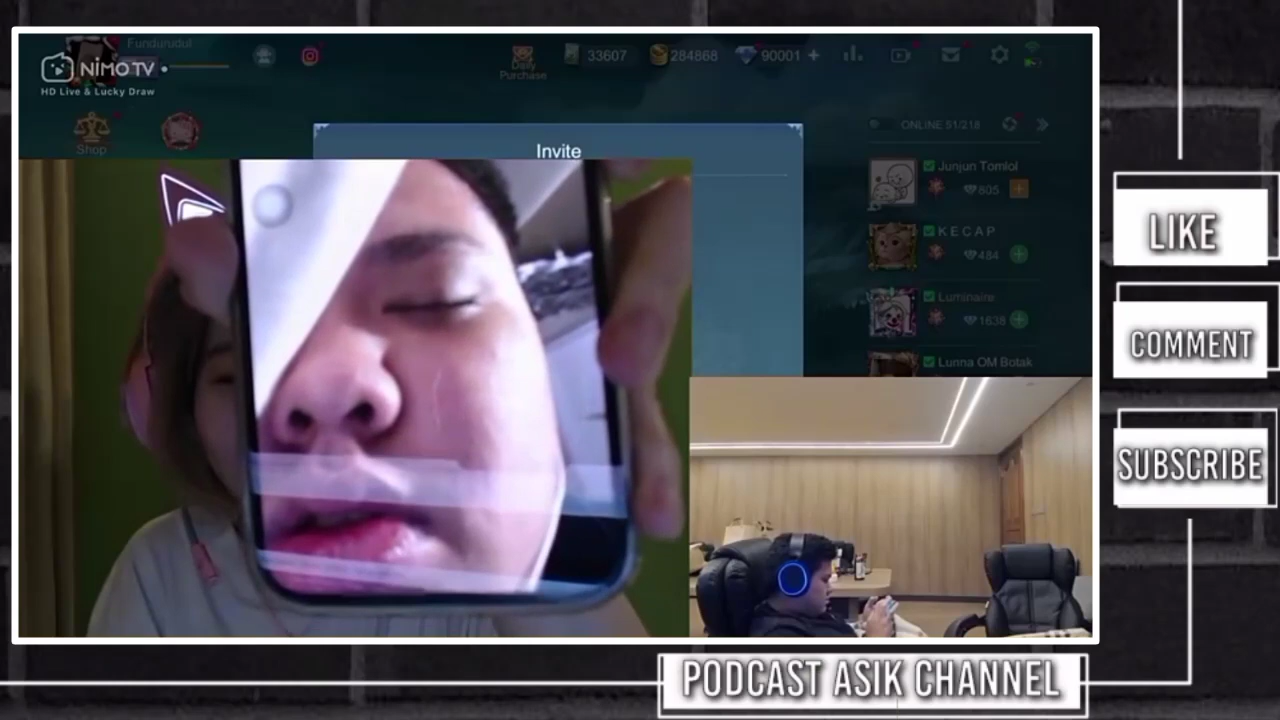 Fundurudul
NIMO TV
HD Live & Lucky Draw
Daily
Purchase
33607
284868
90001
Shop
Invite
ONLINE 51/218
Junjun Tomlol
805
K E C A P
484
Luminaire
1638
Lunna OM Botak
LIKE
COMMENT
SUBSCRIBE
PODCAST ASIK CHANNEL